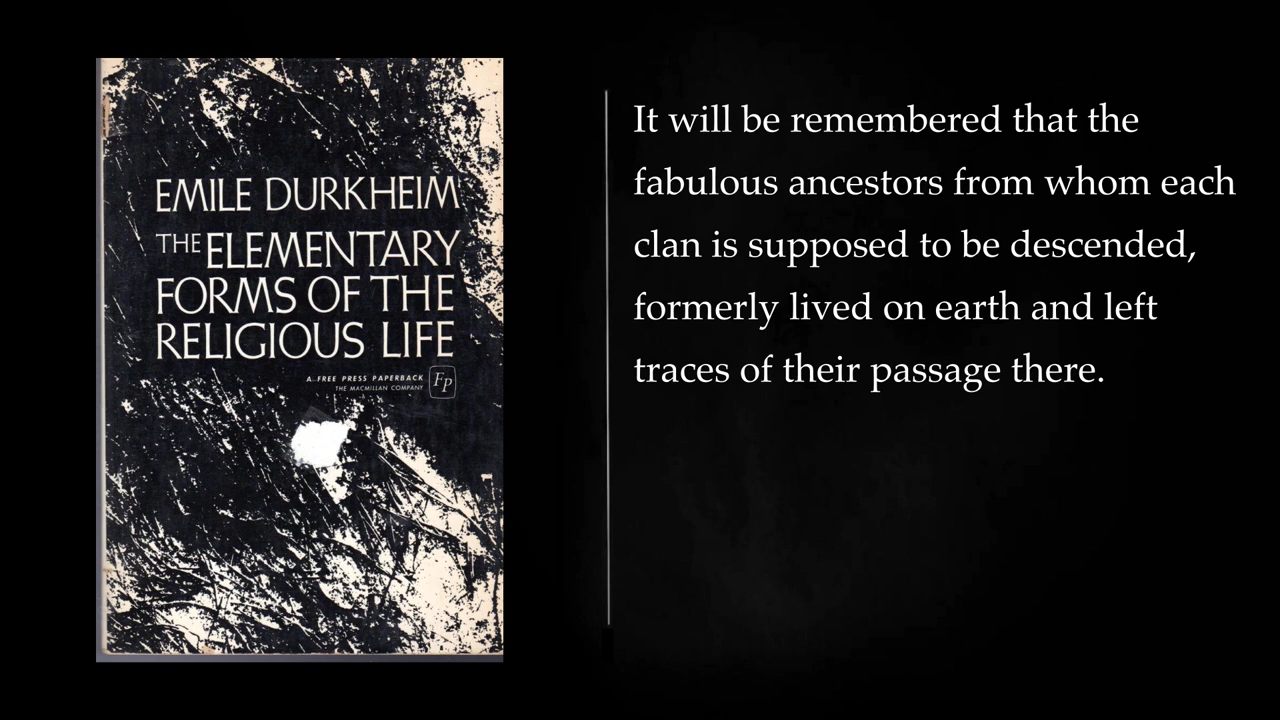 EMILE DURKHEIM
THE ELEMENTARY
FORMS OF THE
RELIGIOUS LIFE
A FREE PRESS PAPERBACK
THE MACMILLAN COMPANY
Fp
It will be remembered that the
fabulous ancestors from whom each
clan is supposed to be descended,
formerly lived on earth and left
traces of their passage there.